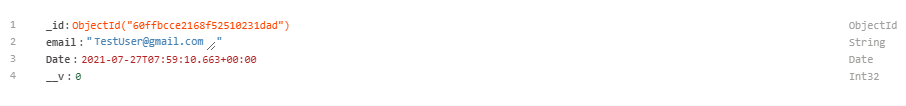 1 _id:ObjectId("60ffbcce2168f52510231dad") ObjectId
2 email:"TestUser@gmail.com" String
3 Date:2021-07-27T07:59:10.663+00:00 Date
4 __v:0 Int32